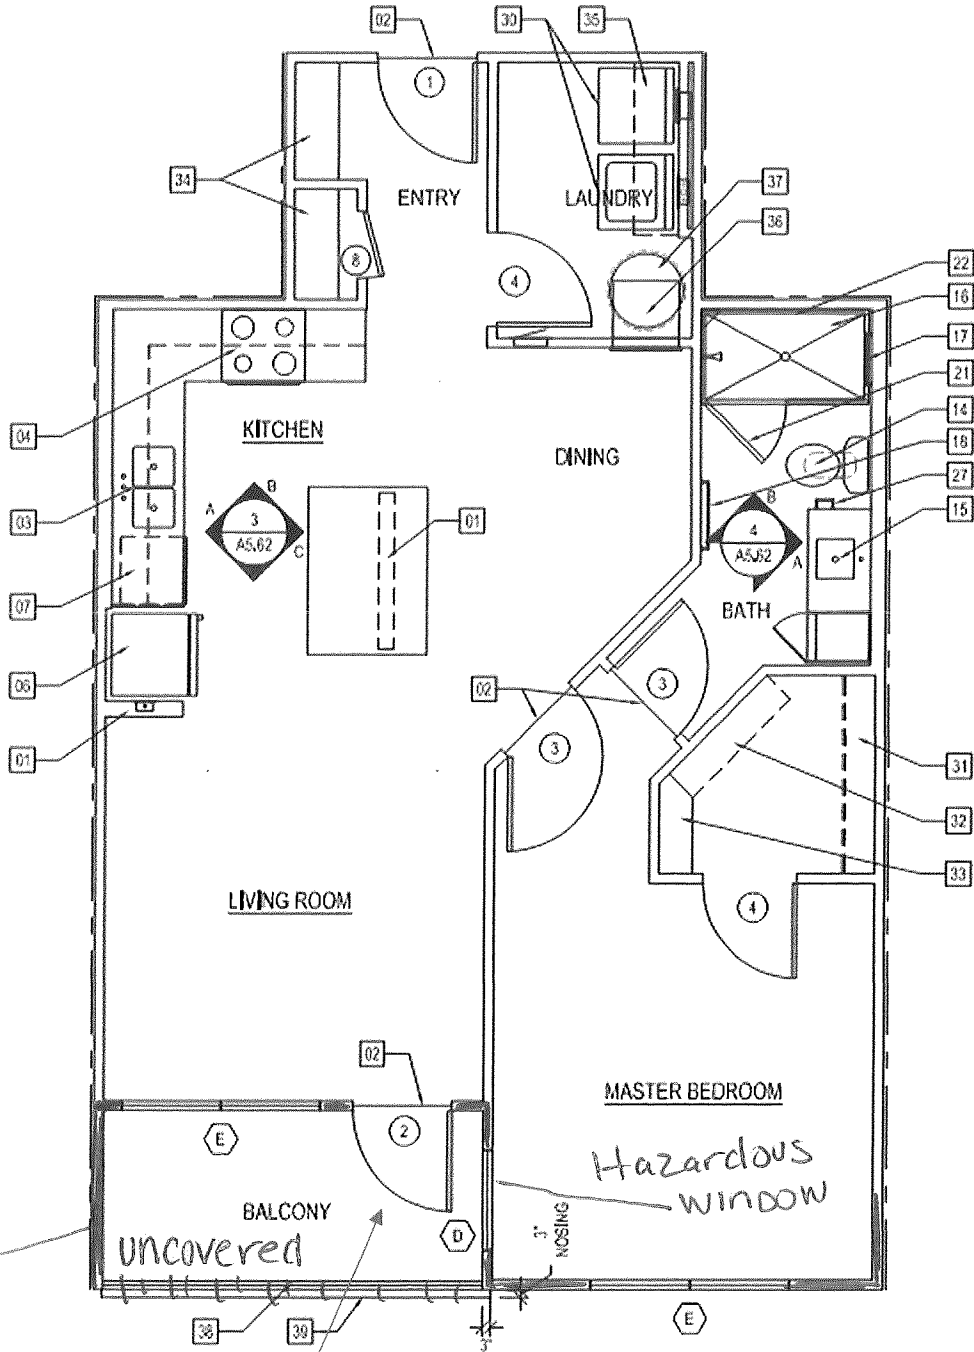 02
30
35
1
34
ENTRY
LAUNDRY
37
36
8
4
22
16
17
21
14
18
27
15
04
KITCHEN
DINING
03
A
B
3
A5.62
C
01
B
4
A5.62
A
07
BATH
06
02
3
3
01
31
32
33
LIVING ROOM
4
02
MASTER BEDROOM
E
2
Hazardous
WINDOW
BALCONY
D
3"
NOSING
uncovered
38
39
3"
E